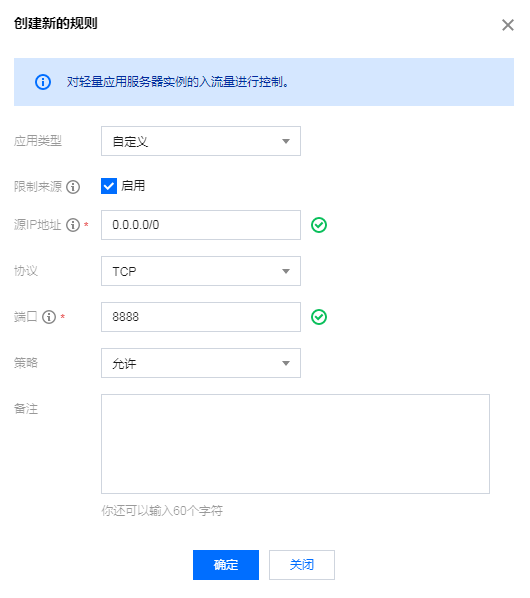 创建新的规则
对轻量应用服务器实例的入流量进行控制。
应用类型 自定义
限制来源 启用
源IP地址 * 0.0.0.0/0
协议 TCP
端口 * 8888
策略 允许
备注
你还可以输入60个字符
确定 关闭